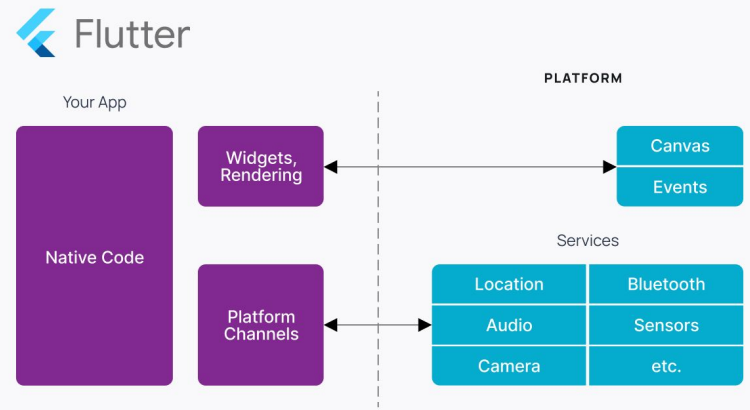 Flutter
PLATFORM
Your App
Native Code
Widgets,
Rendering
Canvas
Events
Platform
Channels
Services
Location
Bluetooth
Audio
Sensors
Camera
etc.